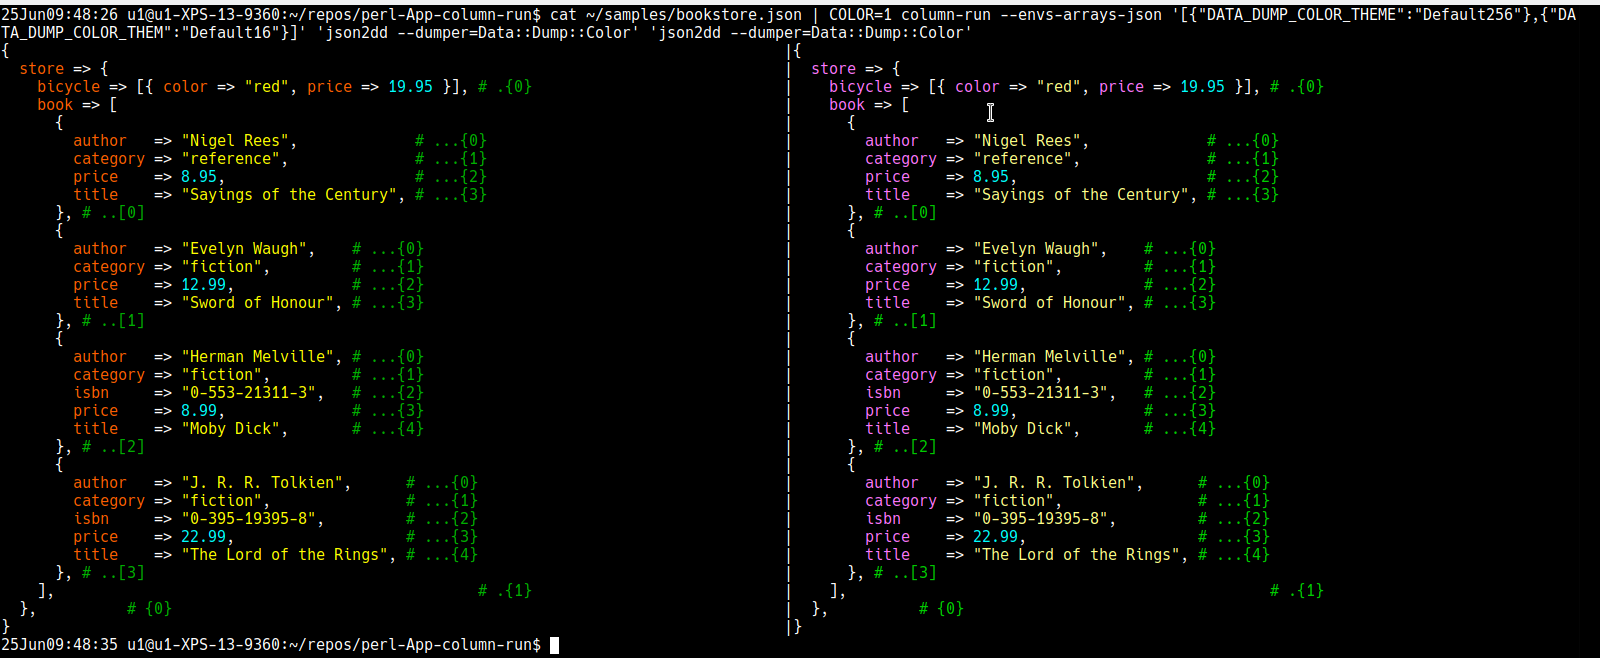 25Jun09:48:26 u1@u1-XPS-13-9360:~/repos/perl-App-column-run$ cat ~/samples/bookstore.json | COLOR=1 column-run --envs-arrays-json '[{"DATA_DUMP_COLOR_THEME":"Default256"},{"DA
TA_DUMP_COLOR_THEM":"Default16"}]' 'json2dd --dumper=Data::Dump::Color' 'json2dd --dumper=Data::Dump::Color'
{                                                                                      |{
  store => {                                                                           |  store => {
    bicycle => [{ color => "red", price => 19.95 }], # .{0}                            |    bicycle => [{ color => "red", price => 19.95 }], # .{0}
    book => [                                                                          |    book => [
      {                                                                                |      {
        author   => "Nigel Rees",             # ...{0}                                 |        author   => "Nigel Rees",             # ...{0}
        category => "reference",              # ...{1}                                 |        category => "reference",              # ...{1}
        price    => 8.95,                     # ...{2}                                 |        price    => 8.95,                     # ...{2}
        title    => "Sayings of the Century", # ...{3}                                 |        title    => "Sayings of the Century", # ...{3}
      }, # ..[0]                                                                       |      }, # ..[0]
      {                                                                                |      {
        author   => "Evelyn Waugh",    # ...{0}                                        |        author   => "Evelyn Waugh",    # ...{0}
        category => "fiction",         # ...{1}                                        |        category => "fiction",         # ...{1}
        price    => 12.99,             # ...{2}                                        |        price    => 12.99,             # ...{2}
        title    => "Sword of Honour", # ...{3}                                        |        title    => "Sword of Honour", # ...{3}
      }, # ..[1]                                                                       |      }, # ..[1]
      {                                                                                |      {
        author   => "Herman Melville", # ...{0}                                        |        author   => "Herman Melville", # ...{0}
        category => "fiction",         # ...{1}                                        |        category => "fiction",         # ...{1}
        isbn     => "0-553-21311-3",   # ...{2}                                        |        isbn     => "0-553-21311-3",   # ...{2}
        price    => 8.99,              # ...{3}                                        |        price    => 8.99,              # ...{3}
        title    => "Moby Dick",       # ...{4}                                        |        title    => "Moby Dick",       # ...{4}
      }, # ..[2]                                                                       |      }, # ..[2]
      {                                                                                |      {
        author   => "J. R. R. Tolkien",      # ...{0}                                  |        author   => "J. R. R. Tolkien",      # ...{0}
        category => "fiction",               # ...{1}                                  |        category => "fiction",               # ...{1}
        isbn     => "0-395-19395-8",         # ...{2}                                  |        isbn     => "0-395-19395-8",         # ...{2}
        price    => 22.99,                   # ...{3}                                  |        price    => 22.99,                   # ...{3}
        title    => "The Lord of the Rings", # ...{4}                                  |        title    => "The Lord of the Rings", # ...{4}
      }, # ..[3]                                                                       |      }, # ..[3]
    ],                                               # .{1}                            |    ],                                               # .{1}
  },          # {0}                                                                    |  },          # {0}
}                                                                                      |}
25Jun09:48:35 u1@u1-XPS-13-9360:~/repos/perl-App-column-run$